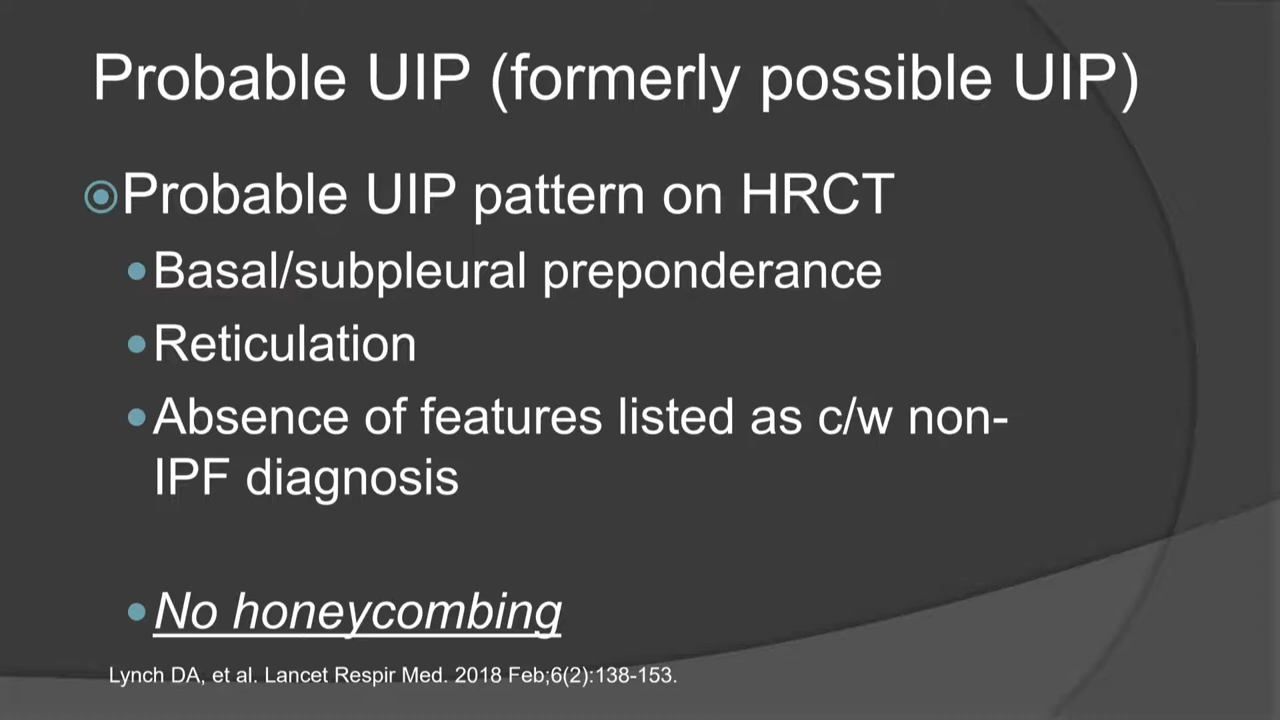 Probable UIP (formerly possible UIP)
Probable UIP pattern on HRCT
Basal/subpleural preponderance
Reticulation
Absence of features listed as c/w non-
IPF diagnosis
No honeycombing
Lynch DA, et al. Lancet Respir Med. 2018 Feb;6(2):138-153.